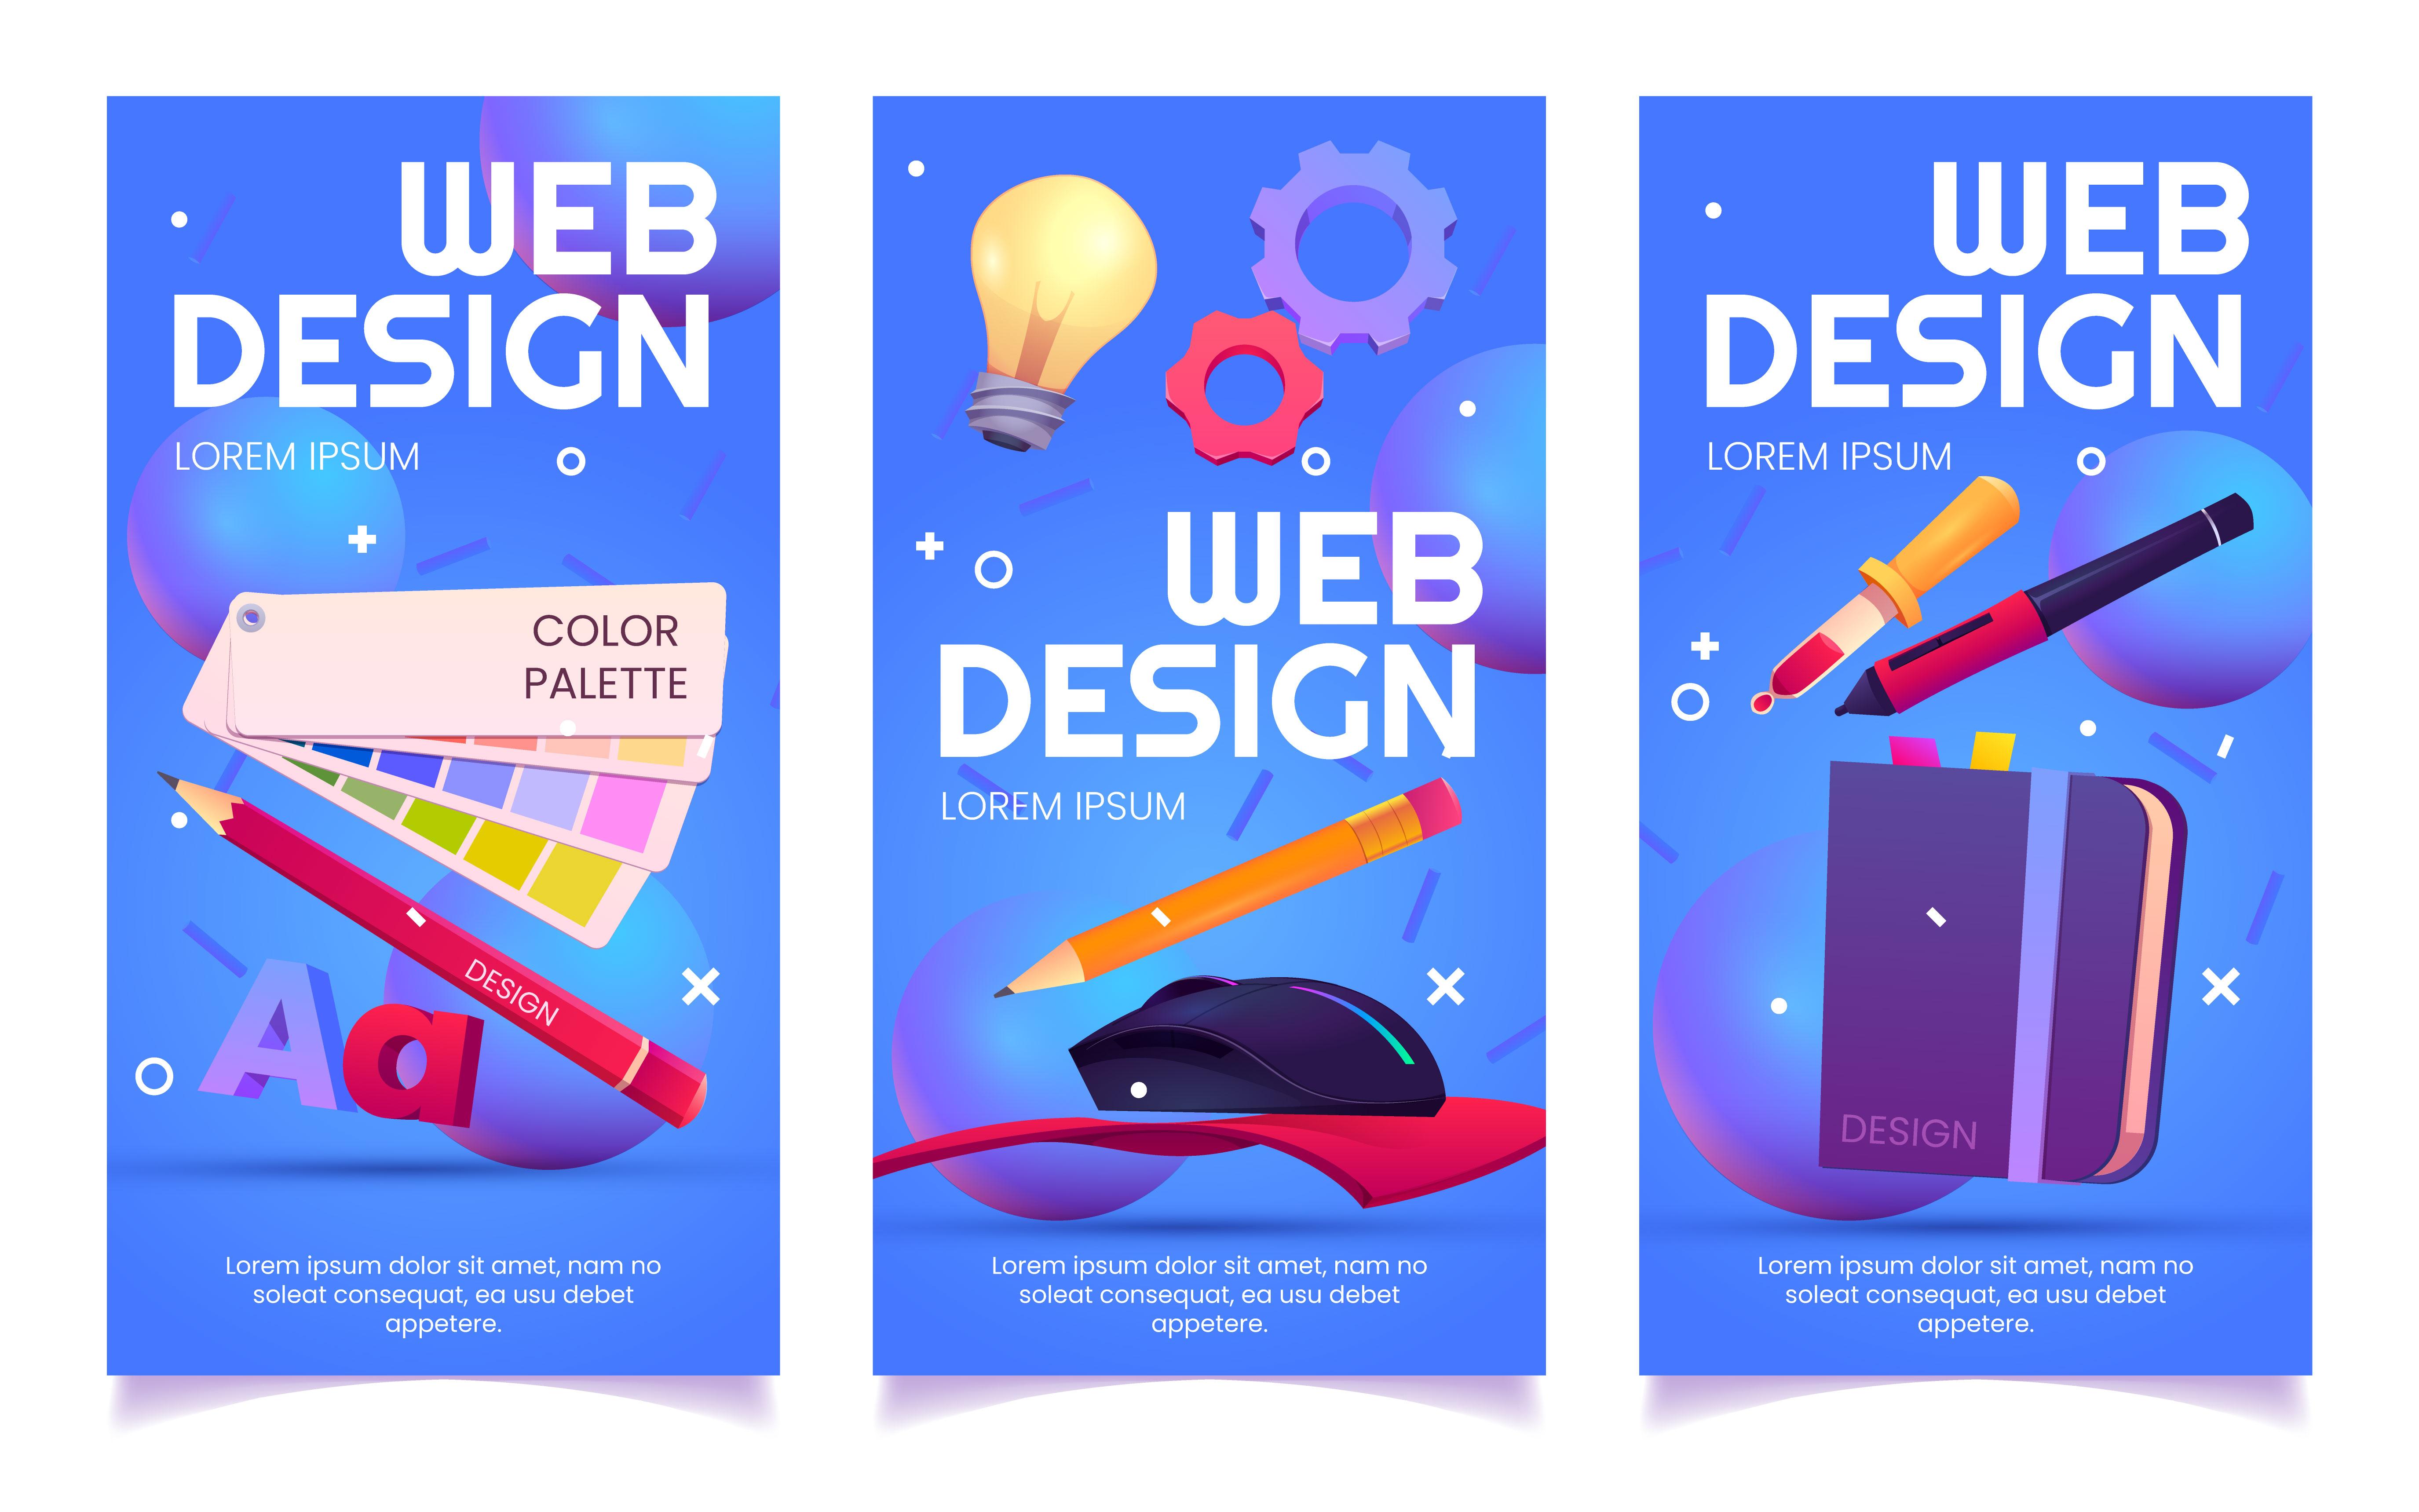 WEB
DESIGN
LOREM IPSUM
COLOR
PALETTE
DESIGN
Aa
Lorem ipsum dolor sit amet, nam no
soleat consequat, ea usu debet
appetere.
WEB
DESIGN
LOREM IPSUM
Lorem ipsum dolor sit amet, nam no
soleat consequat, ea usu debet
appetere.
WEB
DESIGN
LOREM IPSUM
DESIGN
Lorem ipsum dolor sit amet, nam no
soleat consequat, ea usu debet
appetere.